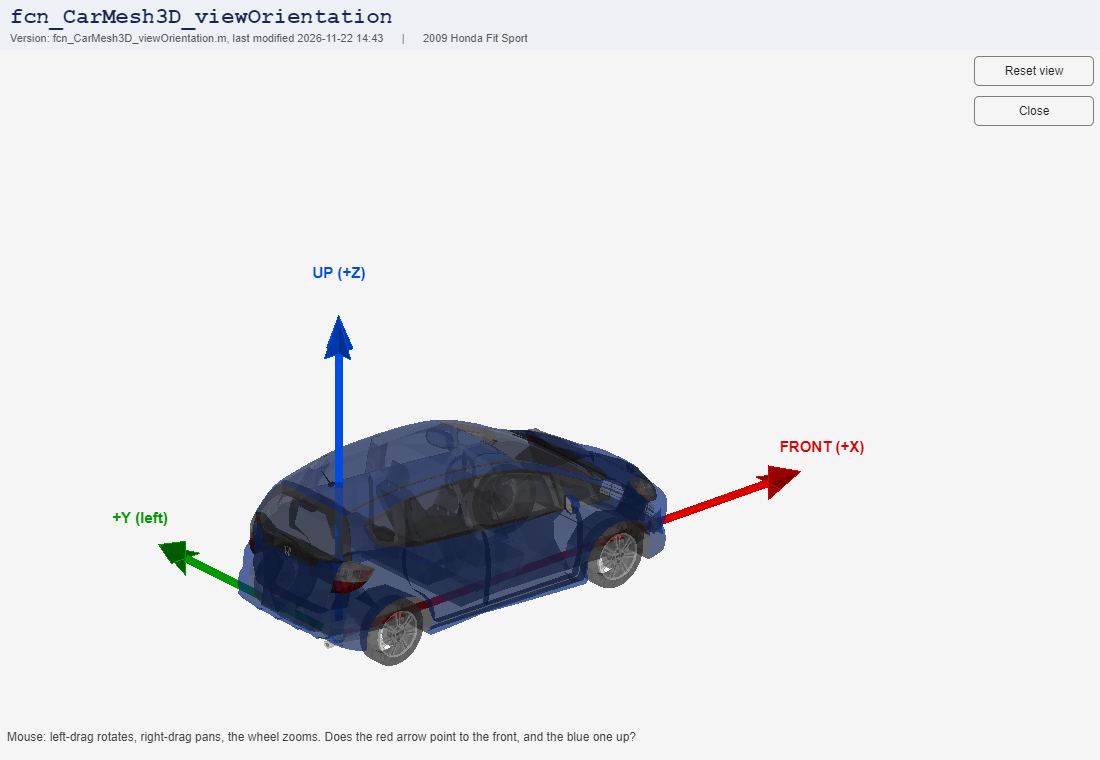 fcn_CarMesh3D_viewOrientation
Version: fcn_CarMesh3D_viewOrientation.m, last modified 2026-11-22 14:43 | 2009 Honda Fit Sport
Reset view
Close
UP (+Z)
FRONT (+X)
+Y (left)
Mouse: left-drag rotates, right-drag pans, the wheel zooms. Does the red arrow point to the front, and the blue one up?